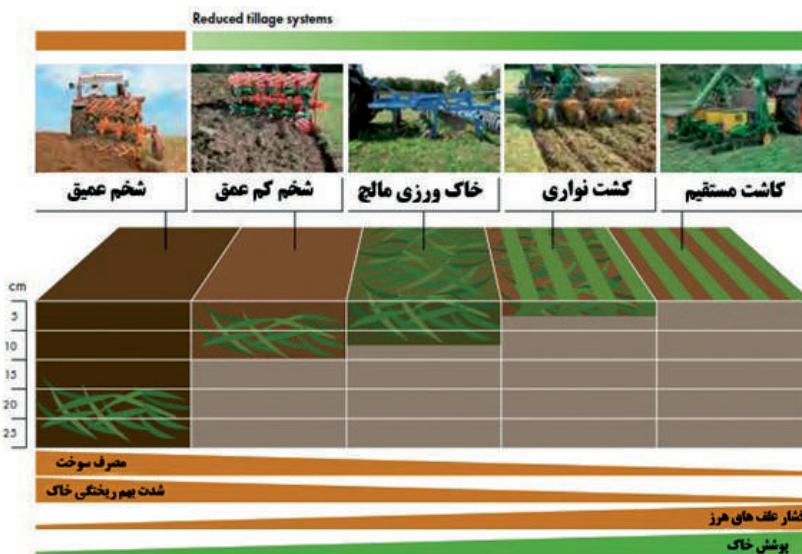 Reduced tillage systems
شخم عمیق
شخم کم عمق
خاک ورزی مالچ
کشت نواری
کاشت مستقیم
cm
5
10
15
20
25
مصرف سوخت
شدت بهم ریختگی خاک
فشار علف های هرز
پوشش خاک